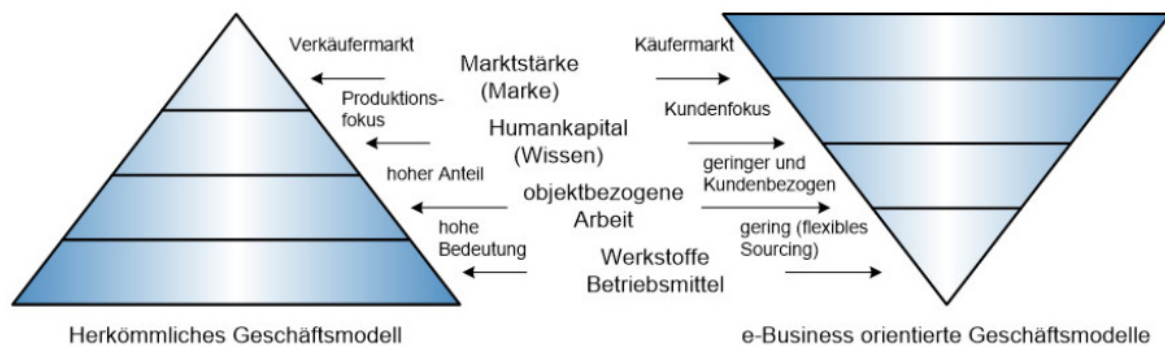 Verkäufermarkt
Marktstärke
(Marke)
Käufermarkt
Produktions-
fokus
Humankapital
(Wissen)
Kundenfokus
hoher Anteil
objektbezogene
Arbeit
geringer und
Kundenbezogen
hohe
Bedeutung
Werkstoffe
Betriebsmittel
gering (flexibles
Sourcing)
Herkömmliches Geschäftsmodell
e-Business orientierte Geschäftsmodelle